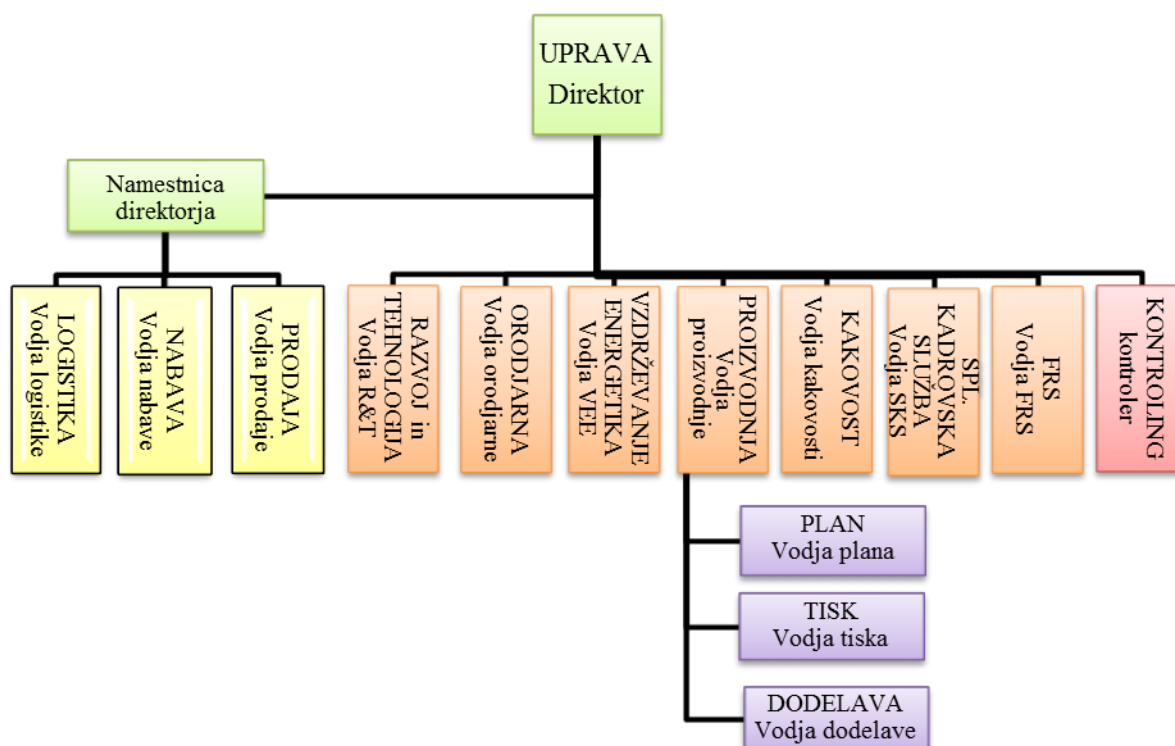 UPRAVA
Direktor
Namestnica
direktorja
LOGISTIKA
Vodja logistike
NABAVA
Vodja nabave
PRODAJA
Vodja prodaje
RAZVOJ in
TEHNOLOGIJA
Vodja R&T
ORODJARNA
Vodja orodjarne
VZDRŽEVANJE
ENERGETIKA
Vodja VEE
PROIZVODNJA
Vodja
proizvodnje
KAKOVOST
Vodja kakovosti
SPL.
KADROVSKA
SLUŽBA
Vodja SKS
FRS
Vodja FRS
KONTROLING
kontroler
PLAN
Vodja plana
TISK
Vodja tiska
DODELAVA
Vodja dodelave